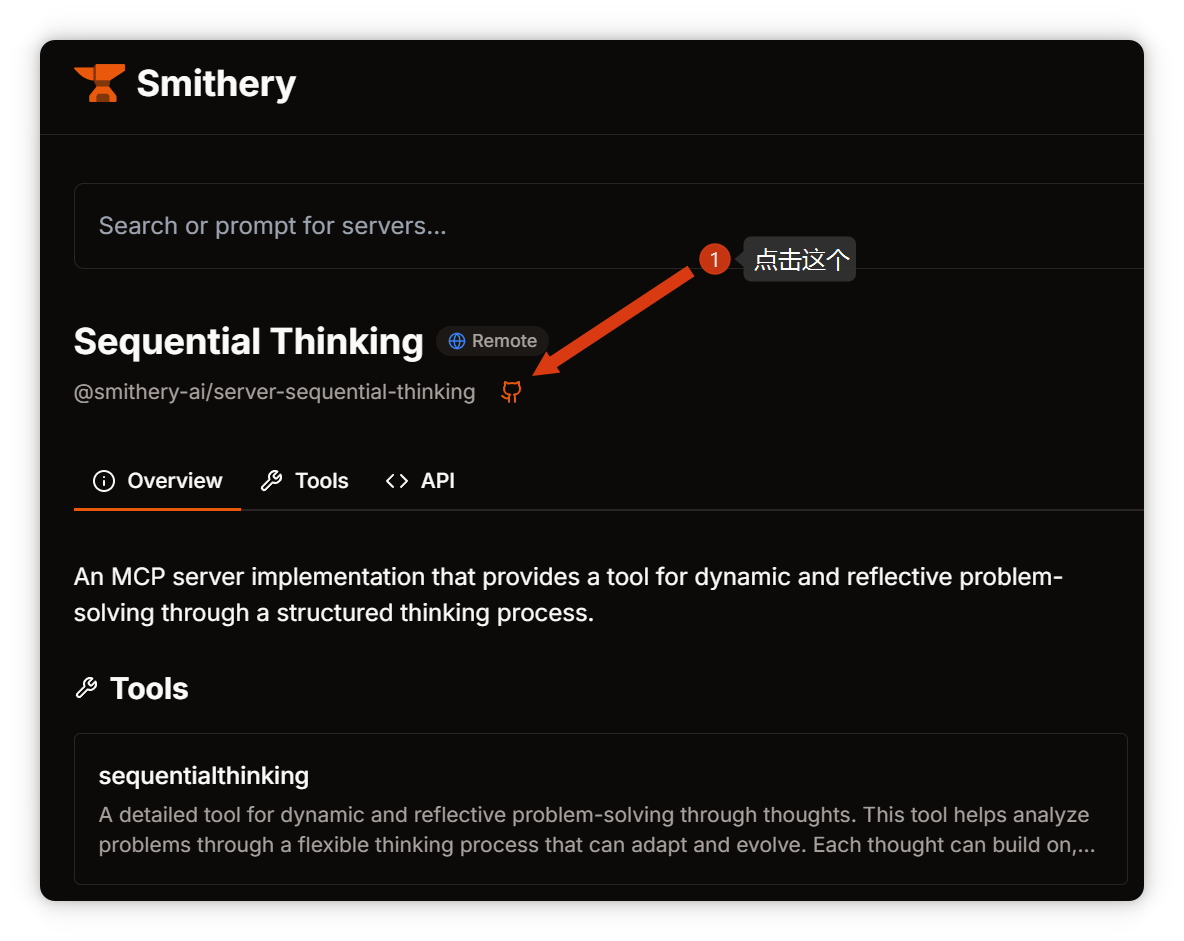 Smithery
Search or prompt for servers...
1
点击这个
Sequential Thinking
Remote
@smithery-ai/server-sequential-thinking
Overview
Tools
API
An MCP server implementation that provides a tool for dynamic and reflective problem-
solving through a structured thinking process.
Tools
sequentialthinking
A detailed tool for dynamic and reflective problem-solving through thoughts. This tool helps analyze
problems through a flexible thinking process that can adapt and evolve. Each thought can build on,...